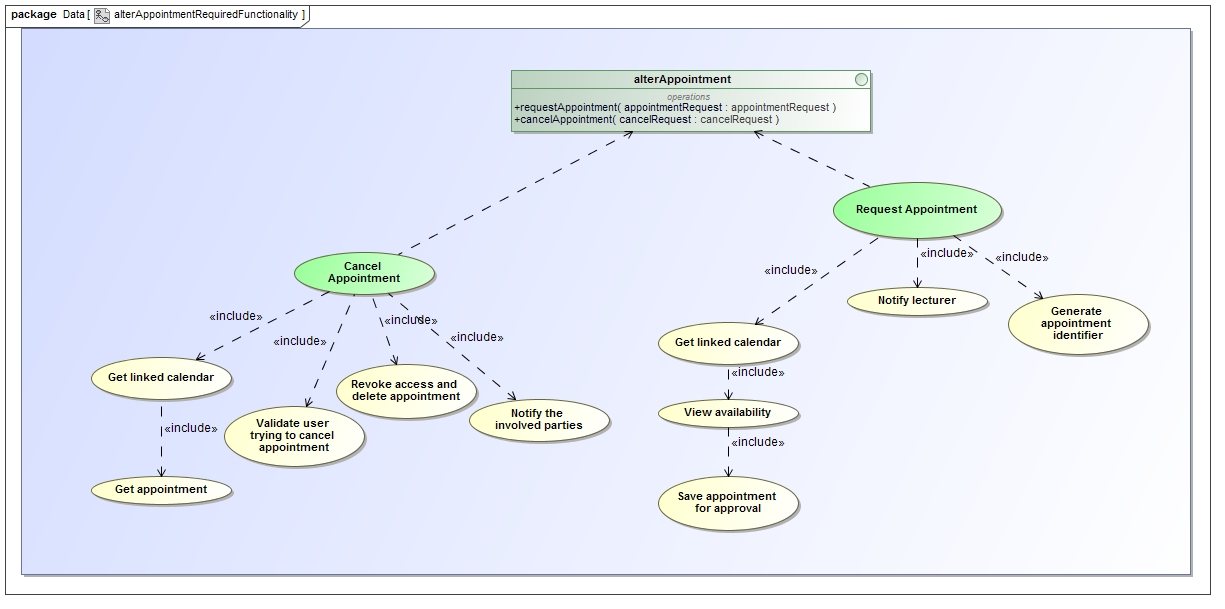 package Data [ alterAppointmentRequiredFunctionality ]
alterAppointment
operations
+requestAppointment( appointmentRequest : appointmentRequest )
+cancelAppointment( cancelRequest : cancelRequest )
Request Appointment
«include»
«include»
«include»
Notify lecturer
Generate
appointment
identifier
Get linked calendar
«include»
View availability
«include»
Save appointment
for approval
Cancel
Appointment
«include»
«include»
«include»
«include»
Get linked calendar
«include»
Get appointment
Validate user
trying to cancel
appointment
Revoke access and
delete appointment
Notify the
involved parties